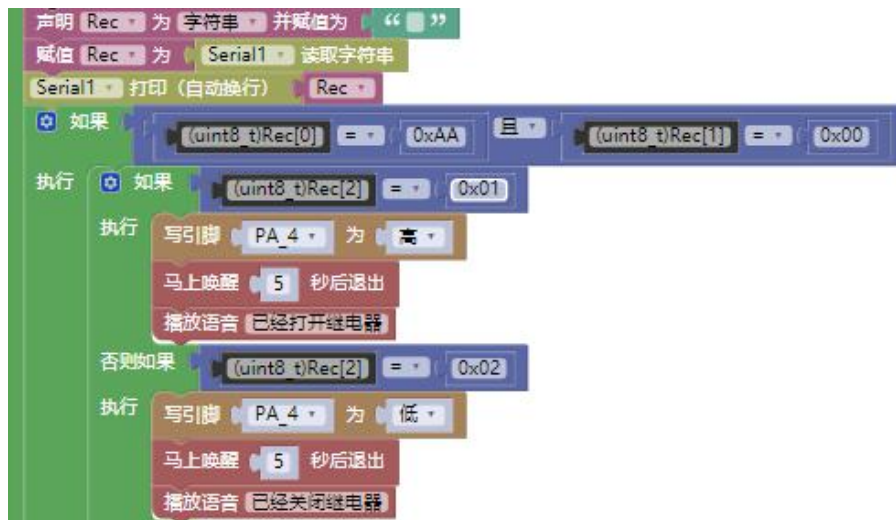 声明 Rec 为 字符串 并赋值为 “ ”
赋值 Rec 为 Serial1 读取字符串
Serial1 打印（自动换行） Rec
如果 (uint8_t)Rec[0] = 0xAA 且 (uint8_t)Rec[1] = 0x00
执行 如果 (uint8_t)Rec[2] = 0x01
执行 写引脚 PA_4 为 高
马上唤醒 5 秒后退出
播放语音 已经打开继电器
否则如果 (uint8_t)Rec[2] = 0x02
执行 写引脚 PA_4 为 低
马上唤醒 5 秒后退出
播放语音 已经关闭继电器